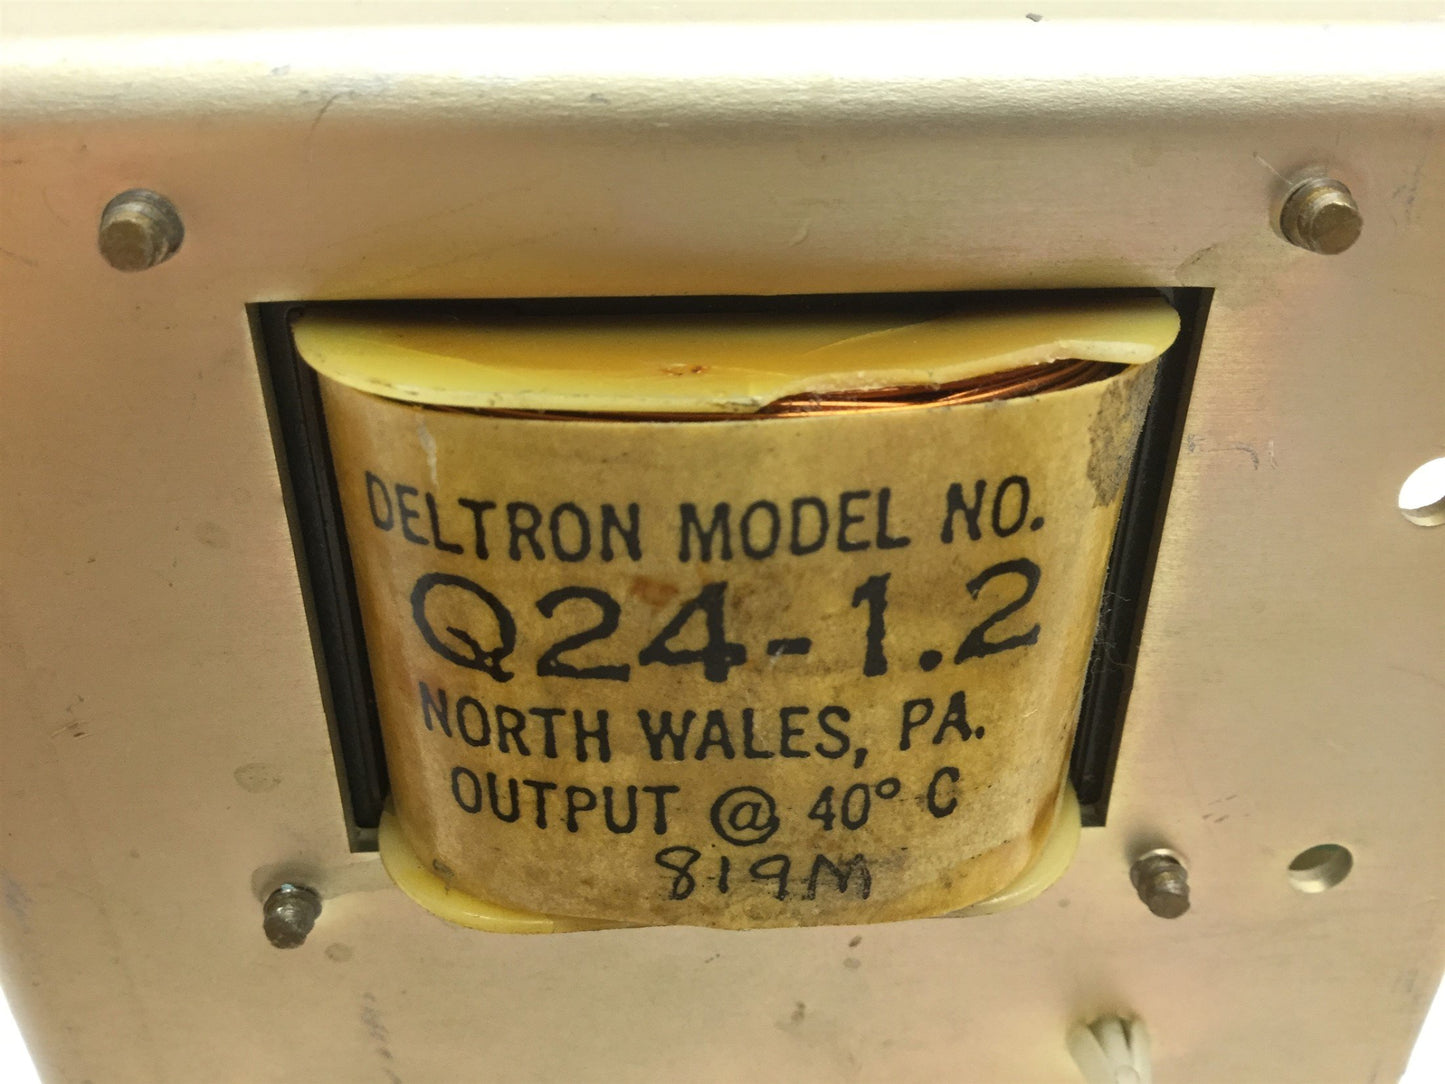 DELTRON MODEL NO.
Q24-1.2
NORTH WALES, PA.
OUTPUT @ 40° C
819M